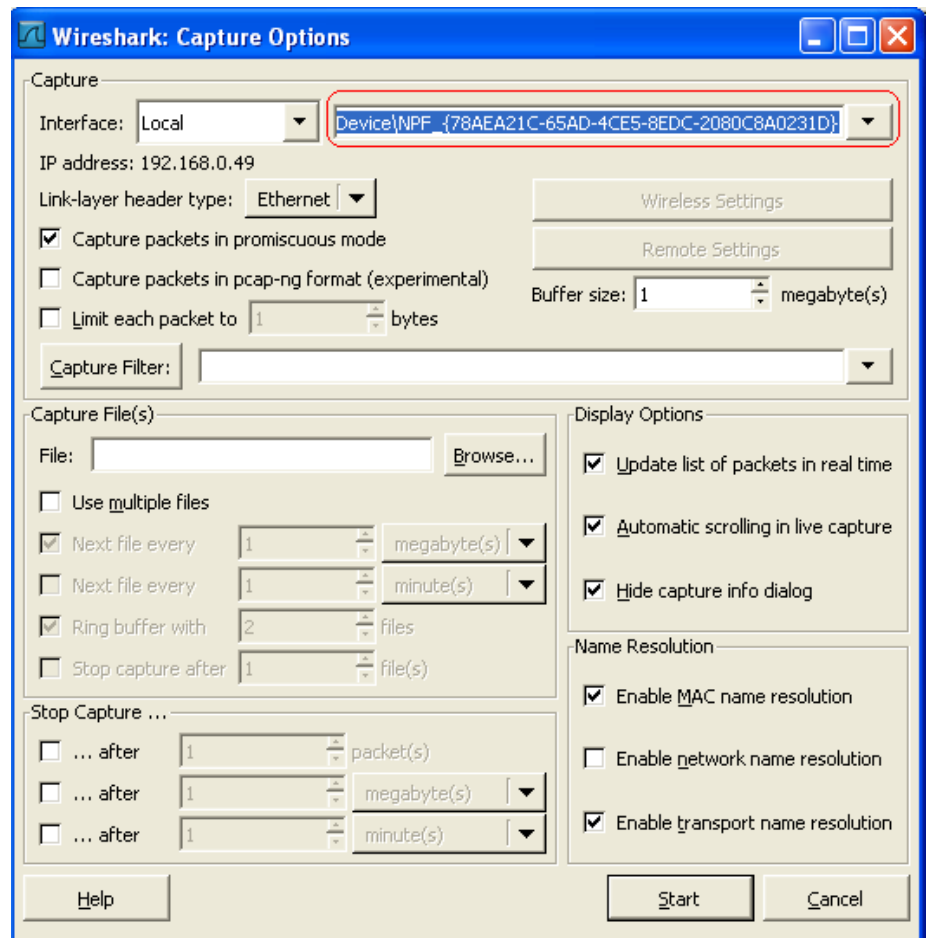 Wireshark: Capture Options
Capture
Interface: Local Device\NPF_{78AEA21C-65AD-4CE5-8EDC-2080C8A0231D}
IP address: 192.168.0.49
Link-layer header type: Ethernet
Wireless Settings
Capture packets in promiscuous mode
Remote Settings
Capture packets in pcap-ng format (experimental)
Buffer size: 1 megabyte(s)
Limit each packet to 1 bytes
Capture Filter:
Capture File(s)
File: Browse...
Use multiple files
Next file every 1 megabyte(s)
Next file every 1 minute(s)
Ring buffer with 2 files
Stop capture after 1 file(s)
Stop Capture ...
... after 1 packet(s)
... after 1 megabyte(s)
... after 1 minute(s)
Display Options
Update list of packets in real time
Automatic scrolling in live capture
Hide capture info dialog
Name Resolution
Enable MAC name resolution
Enable network name resolution
Enable transport name resolution
Help Start Cancel